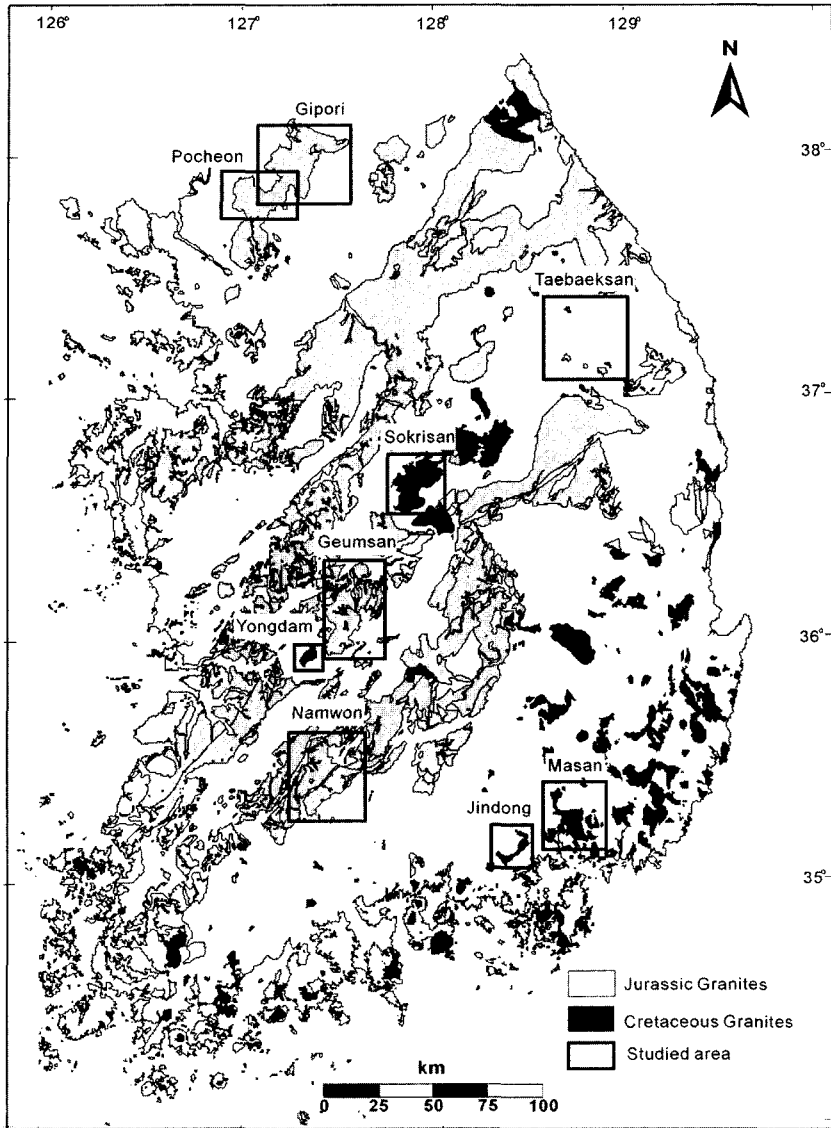 126° 127° 128° 129°
N
Gipori
38°
Pocheon
Taebaeksan
37°
Sokrisan
Geumsan
Yongdam
36°
Namwon
Masan
Jindong
35°
Jurassic Granites
Cretaceous Granites
Studied area
km
0 25 50 75 100